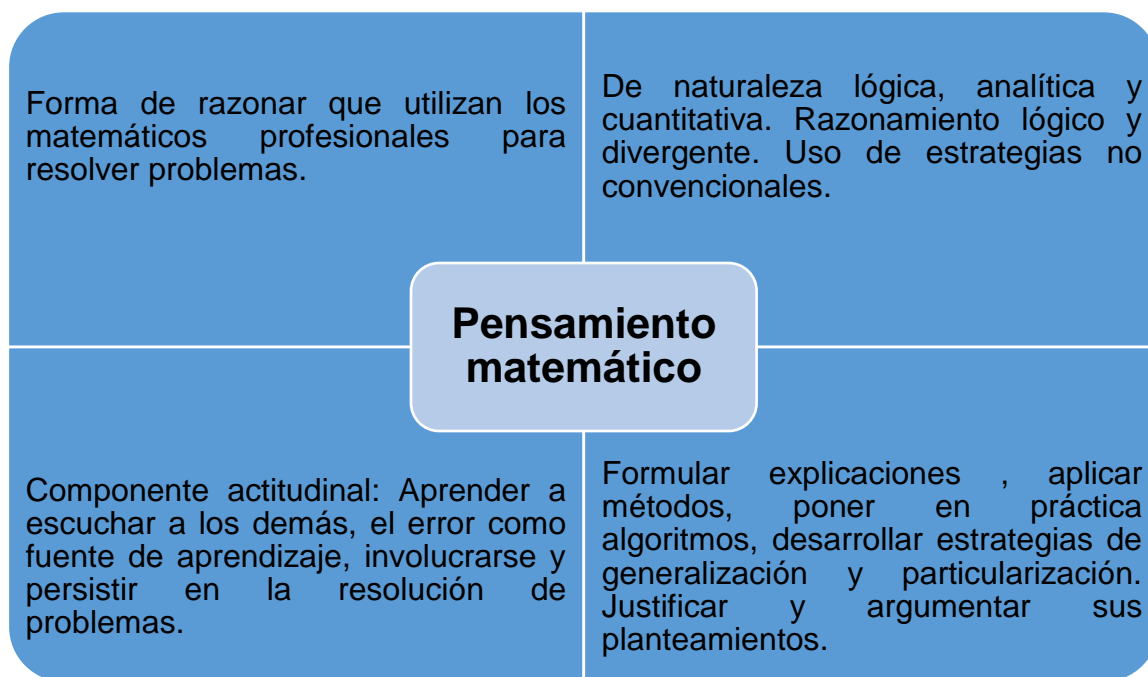 Forma de razonar que utilizan los
matemáticos profesionales para
resolver problemas.
De naturaleza lógica, analítica y
cuantitativa. Razonamiento lógico y
divergente. Uso de estrategias no
convencionales.
Pensamiento
matemático
Componente actitudinal: Aprender a
escuchar a los demás, el error como
fuente de aprendizaje, involucrarse y
persistir en la resolución de
problemas.
Formular explicaciones , aplicar
métodos, poner en práctica
algoritmos, desarrollar estrategias de
generalización y particularización.
Justificar y argumentar sus
planteamientos.